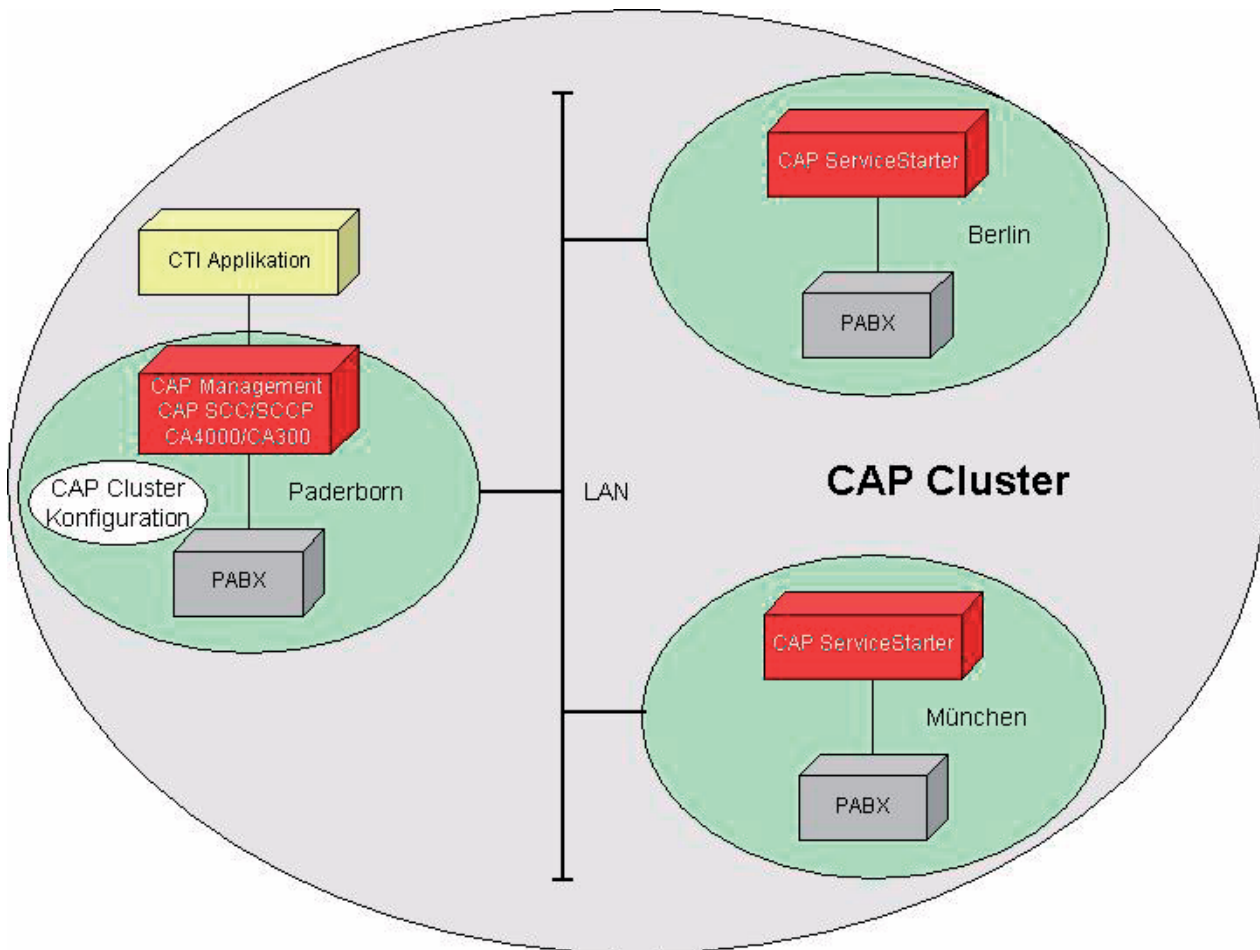 CAP ServiceStarter
Berlin
PABX
CTI Applikation
CAP Management
CAP SCC/SCCP
CA4000/CA300
CAP Cluster
Konfiguration
Paderborn
PABX
LAN
CAP Cluster
CAP ServiceStarter
München
PABX